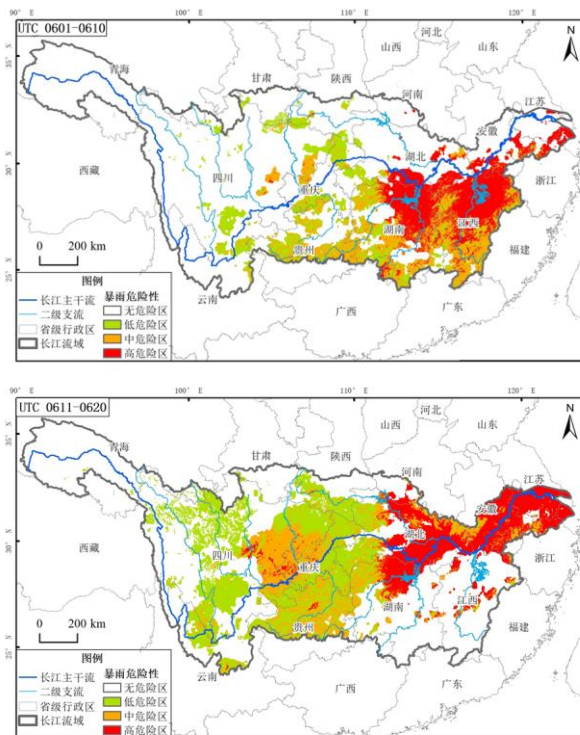 90° E 100° E 110° E 120° E
UTC 0601-0610
N
35° N
30° N
25° N
青海
甘肃
陕西
山西
河北
山东
河南
江苏
安徽
西藏
四川
重庆
湖北
浙江
湖南
江西
贵州
福建
云南
广西
广东
0 200 km
图例
长江主干流
二级支流
省级行政区
长江流域
暴雨危险性
无危险区
低危险区
中危险区
高危险区
90° E 100° E 110° E 120° E
UTC 0611-0620
N
35° N
30° N
25° N
青海
甘肃
陕西
山西
河北
山东
河南
江苏
安徽
西藏
四川
重庆
湖北
浙江
湖南
江西
贵州
福建
云南
广西
广东
0 200 km
图例
长江主干流
二级支流
省级行政区
长江流域
暴雨危险性
无危险区
低危险区
中危险区
高危险区